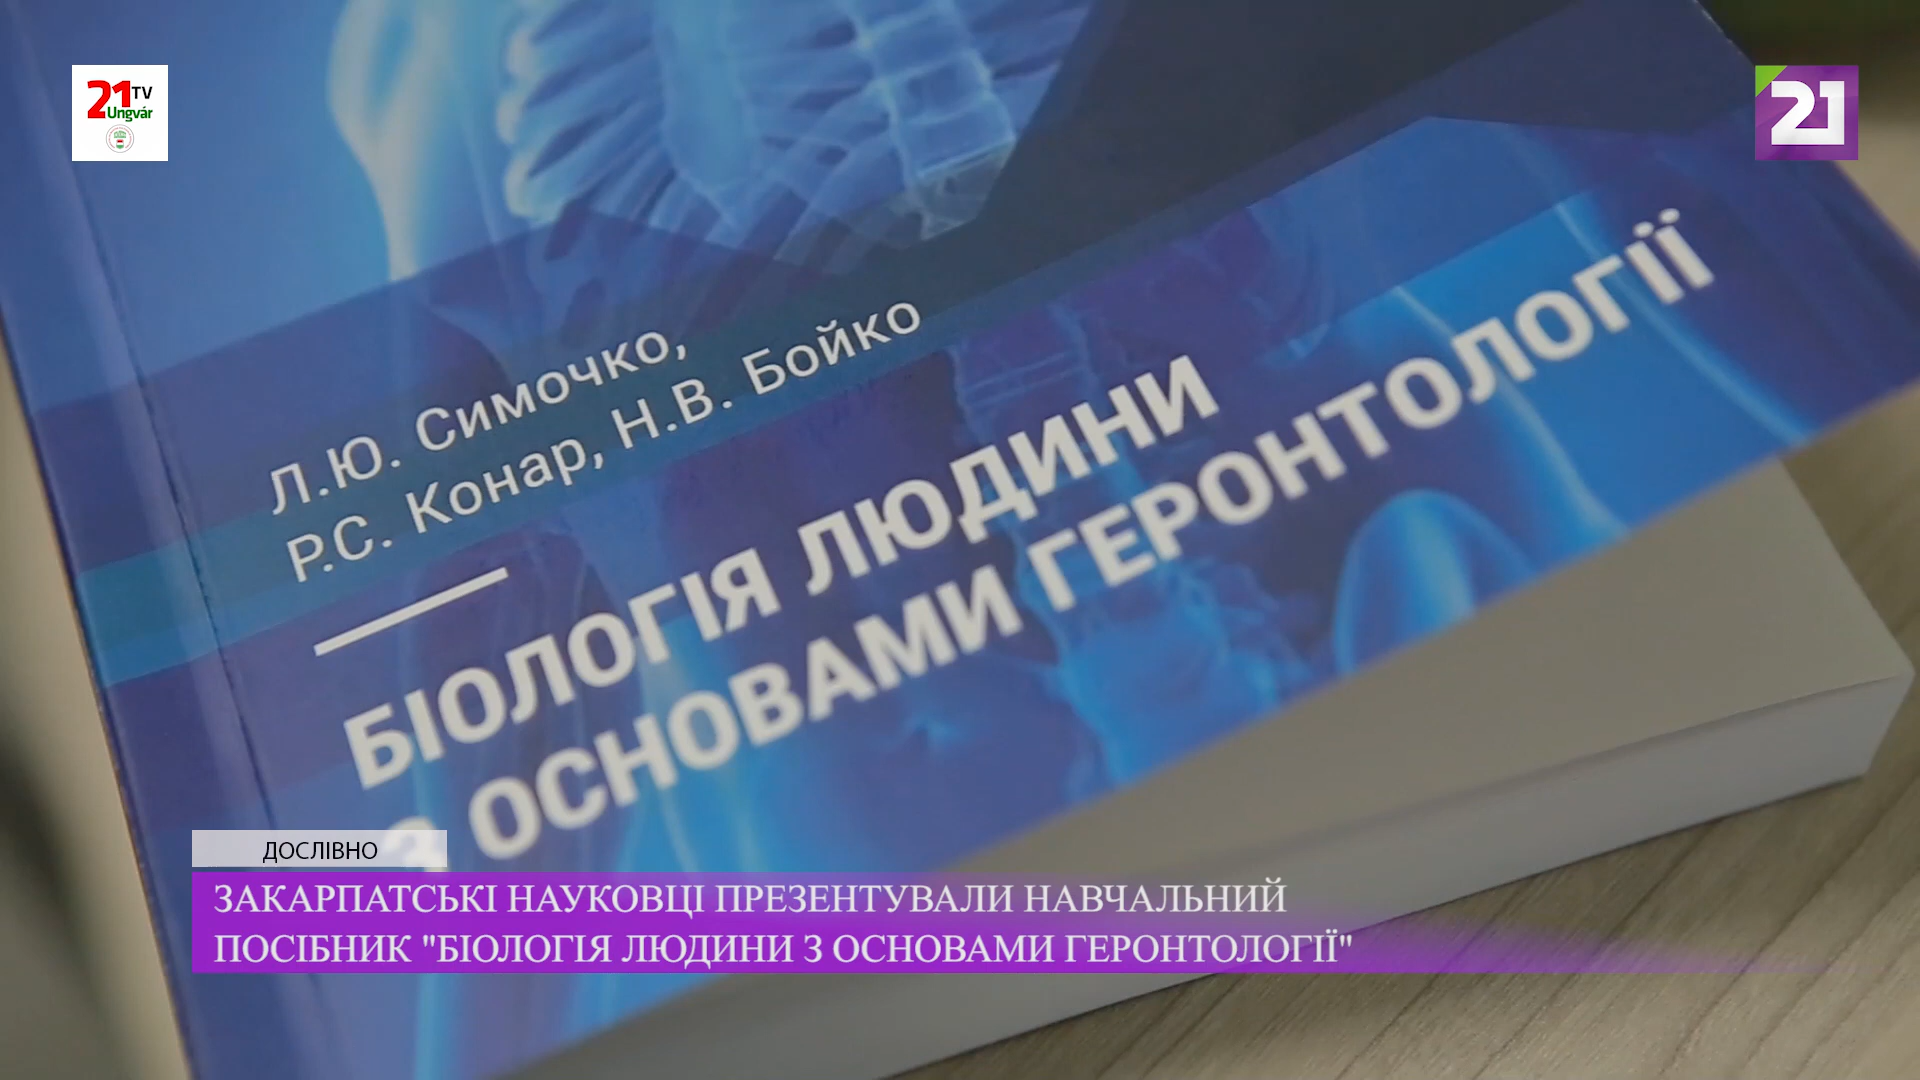 21 TV
Ungvár
21
Л.Ю. Симочко,
Р.С. Конар, Н.В. Бойко
БІОЛОГІЯ ЛЮДИНИ
З ОСНОВАМИ ГЕРОНТОЛОГІЇ
ДОСЛІВНО
ЗАКАРПАТСЬКІ НАУКОВЦІ ПРЕЗЕНТУВАЛИ НАВЧАЛЬНИЙ
ПОСІБНИК "БІОЛОГІЯ ЛЮДИНИ З ОСНОВАМИ ГЕРОНТОЛОГІЇ"